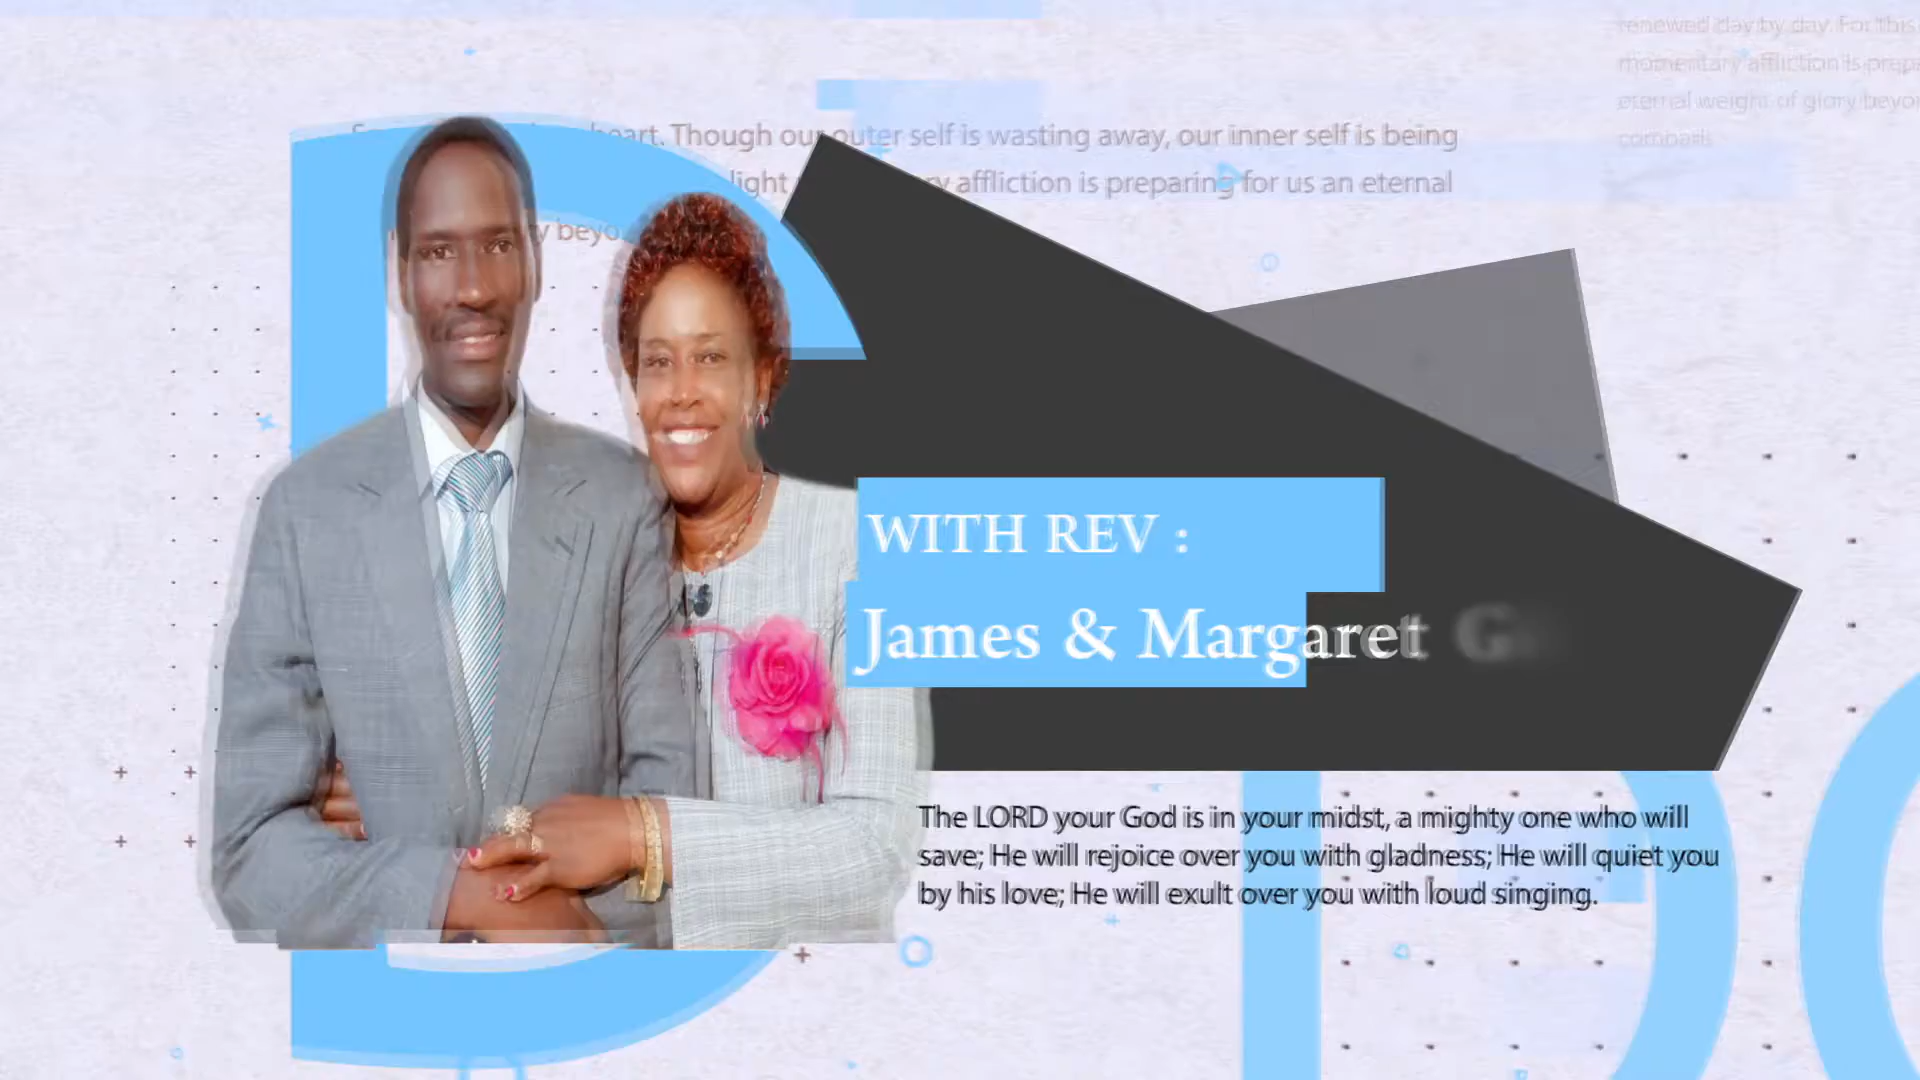 renewed day by day. For this
momentary affliction is prepa
eternal weight of glory beyon
heart. Though our outer self is wasting away, our inner self is being
light affliction is preparing for us an eternal
beyo
WITH REV :
James & Margaret G
The LORD your God is in your midst, a mighty one who will
save; He will rejoice over you with gladness; He will quiet you
by his love; He will exult over you with loud singing.